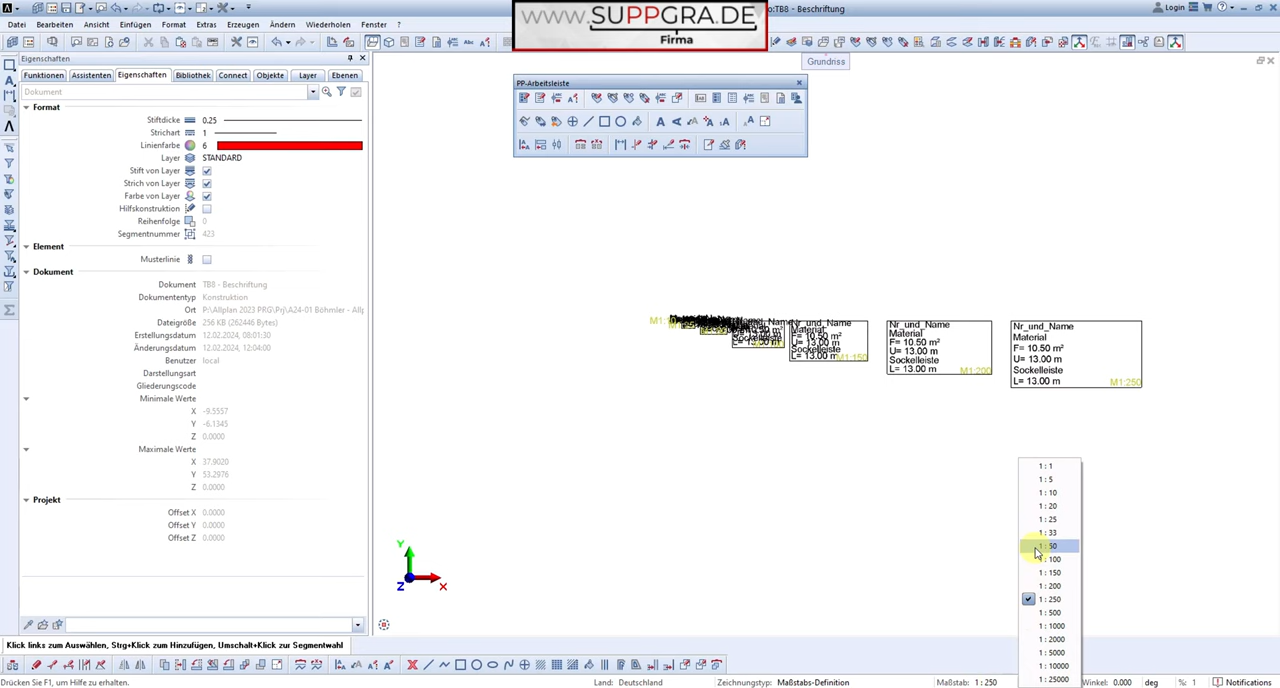 o:TB8 - Beschriftung
Login
www.SUPPGRA.DE
Firma
Datei Bearbeiten Ansicht Einfügen Format Extras Erzeugen Ändern Wiederholen Fenster
Grundriss
Eigenschaften
Funktionen Assistenten Eigenschaften Bibliothek Connect Objekte Layer Ebenen
Dokument
Format
Stiftdicke 0.25
Strichart 1
Linienfarbe 6
Layer STANDARD
Stift von Layer
Strich von Layer
Farbe von Layer
Hilfskonstruktion
Reihenfolge 0
Segmentnummer 423
Element
Musterlinie
Dokument
Dokument TB8 - Beschriftung
Dokumententyp Konstruktion
Ort P:\Allplan 2023 PRG\Prj\A24-01 Böhmler - Allpl
Dateigröße 256 KB (262446 Bytes)
Erstellungsdatum 12.02.2024, 08:01:30
Änderungsdatum 12.02.2024, 12:04:00
Benutzer local
Darstellungsart
Gliederungscode
Minimale Werte
X -9.5557
Y -6.1345
Z 0.0000
Maximale Werte
X 37.9020
Y 53.2976
Z 0.0000
Projekt
Offset X 0.0000
Offset Y 0.0000
Offset Z 0.0000
PP-Arbeitsleiste
Nr_und_Name
Material
F= 10.50 m²
U= 13.00 m
Sockelleiste
L= 13.00 m
M1:150
Nr_und_Name
Material
F= 10.50 m²
U= 13.00 m
Sockelleiste
L= 13.00 m
M1:200
Nr_und_Name
Material
F= 10.50 m²
U= 13.00 m
Sockelleiste
L= 13.00 m
M1:250
1 : 1
1 : 5
1 : 10
1 : 20
1 : 25
1 : 33
1 : 50
1 : 100
1 : 150
1 : 200
1 : 250
1 : 500
1 : 1000
1 : 2000
1 : 5000
1 : 10000
1 : 25000
Y
Z
X
Klick links zum Auswählen, Strg+Klick zum Hinzufügen, Umschalt+Klick zur Segmentwahl
Drücken Sie F1, um Hilfe zu erhalten.
Land: Deutschland
Zeichnungstyp: Maßstabs-Definition
Maßstab: 1 : 250
Winkel: 0.000 deg
%: 1
Notifications